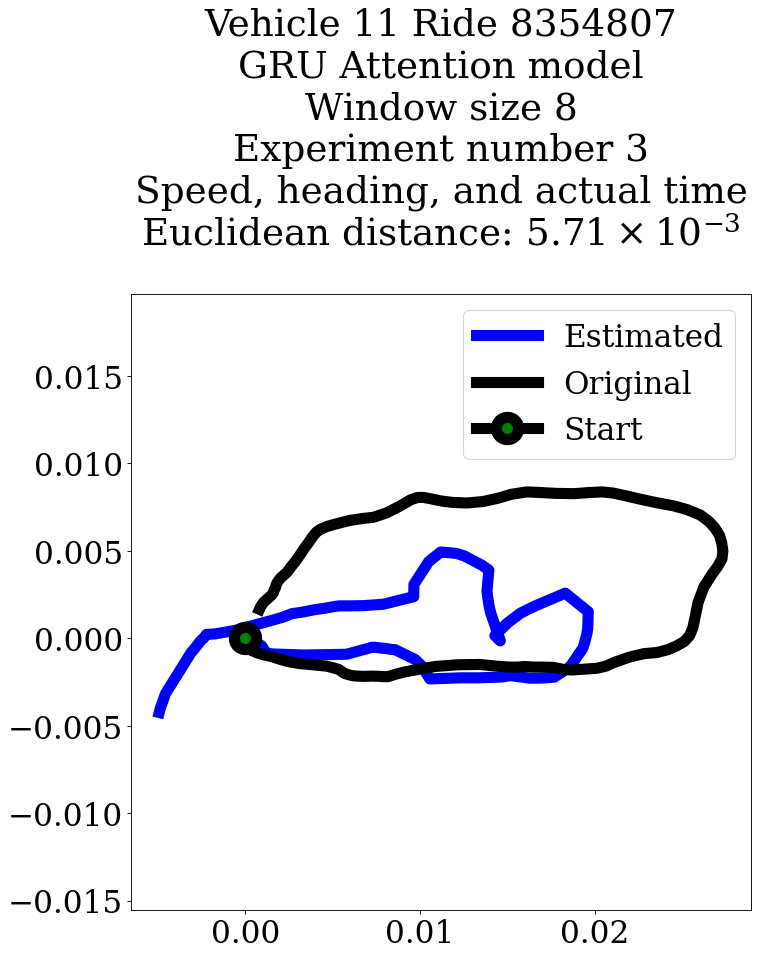 Vehicle 11 Ride 8354807
GRU Attention model
Window size 8
Experiment number 3
Speed, heading, and actual time
Euclidean distance: 5.71 × 10⁻³
Estimated
Original
Start
0.015
0.010
0.005
0.000
−0.005
−0.010
−0.015
0.00 0.01 0.02